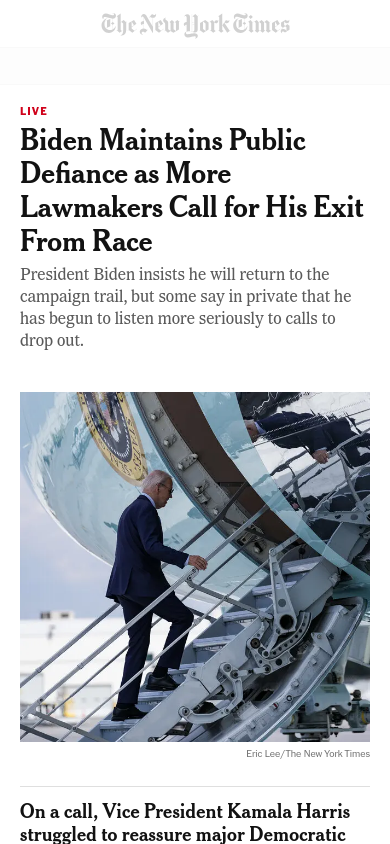 The New York Times
LIVE
Biden Maintains Public
Defiance as More
Lawmakers Call for His Exit
From Race
President Biden insists he will return to the
campaign trail, but some say in private that he
has begun to listen more seriously to calls to
drop out.
Eric Lee/The New York Times
On a call, Vice President Kamala Harris
struggled to reassure major Democratic